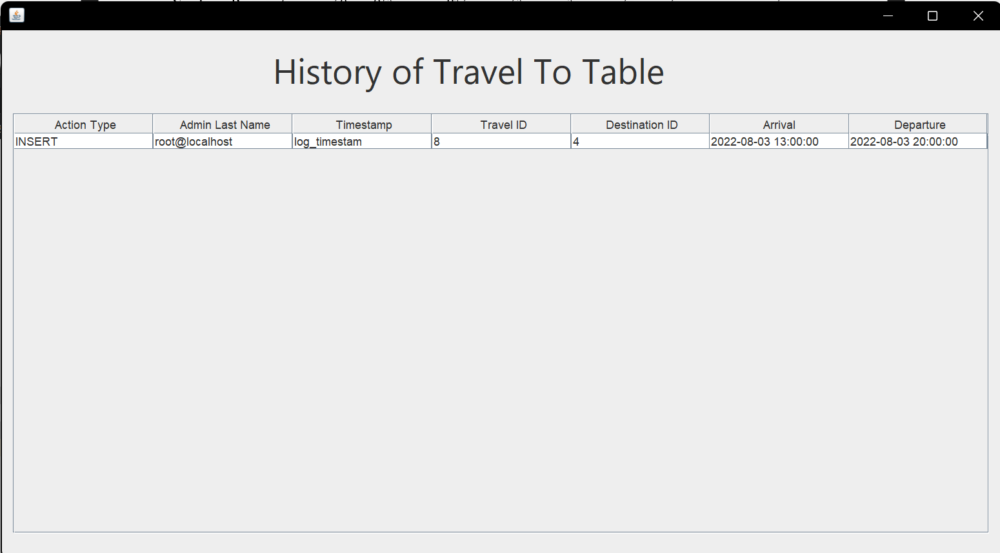 History of Travel To Table
Action Type Admin Last Name Timestamp Travel ID Destination ID Arrival Departure
INSERT root@localhost log_timestam 8 4 2022-08-03 13:00:00 2022-08-03 20:00:00